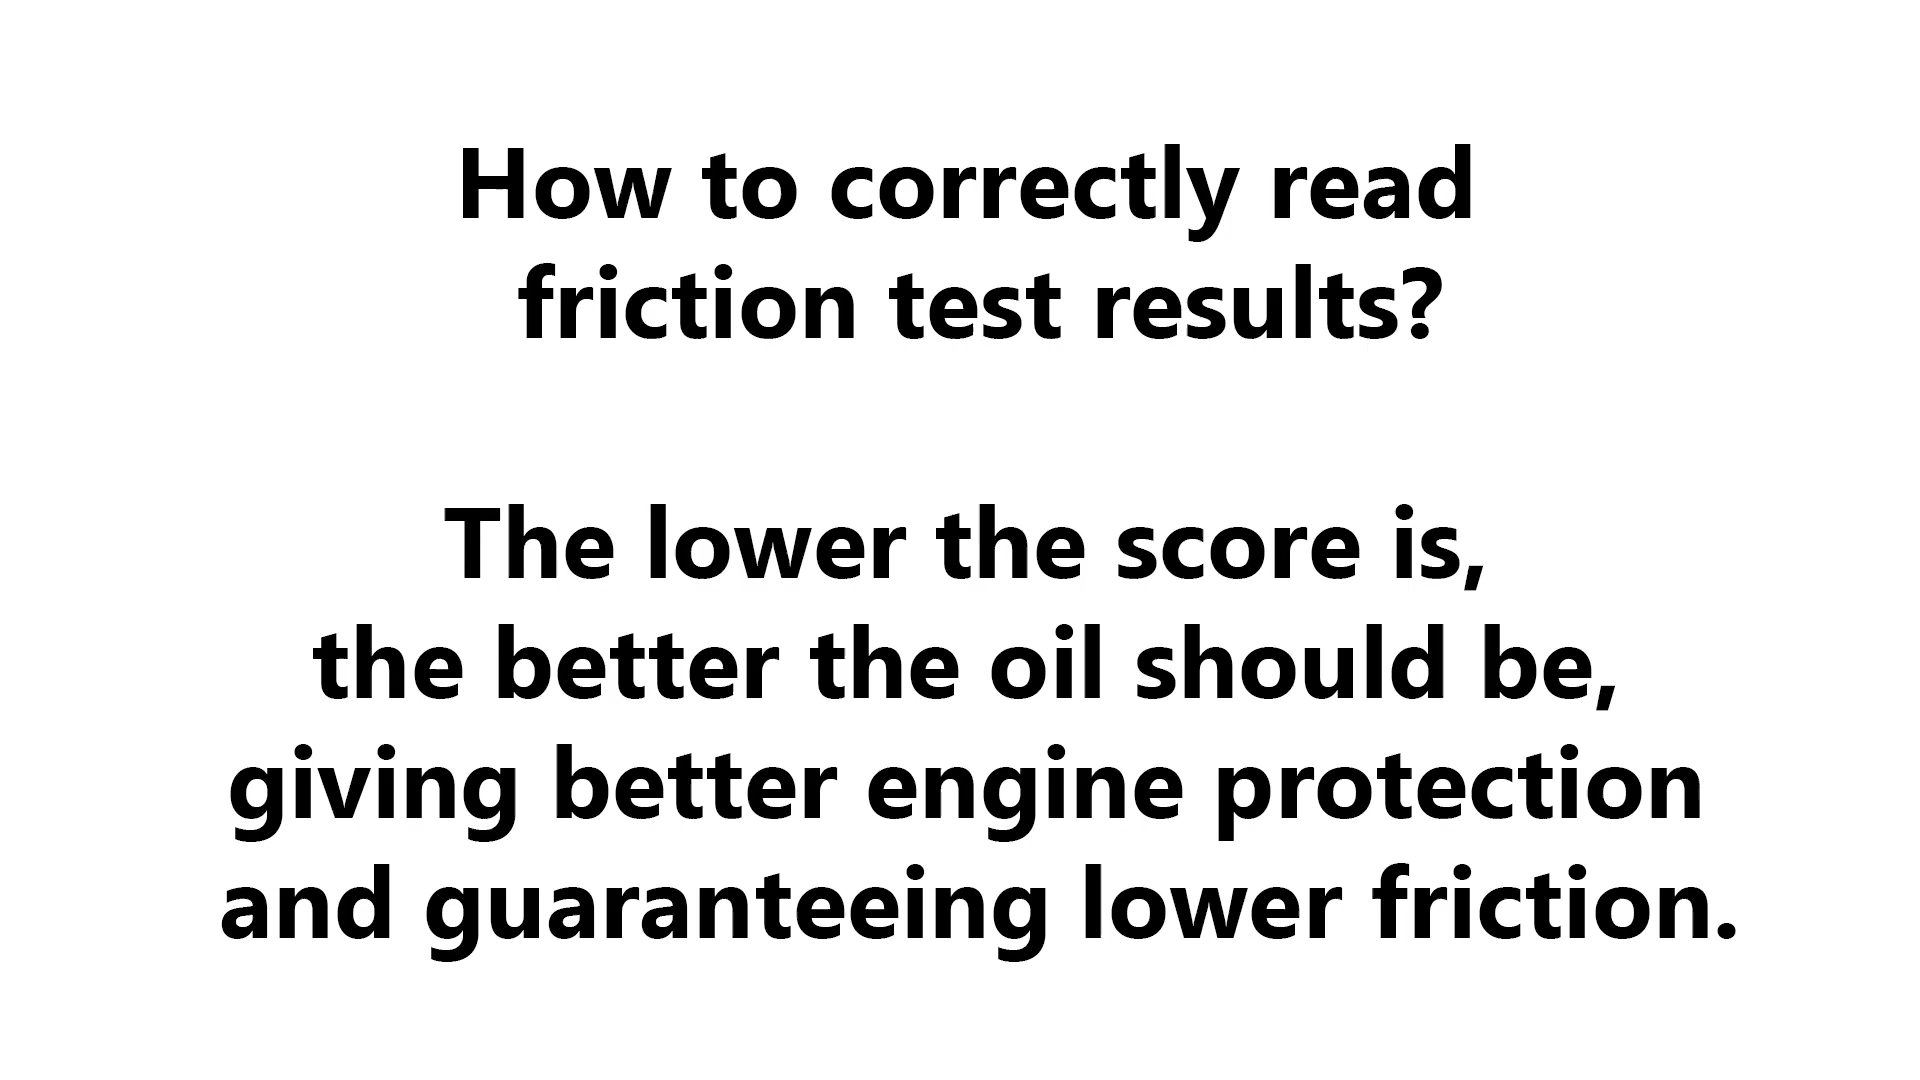 How to correctly read
friction test results?
The lower the score is,
the better the oil should be,
giving better engine protection
and guaranteeing lower friction.